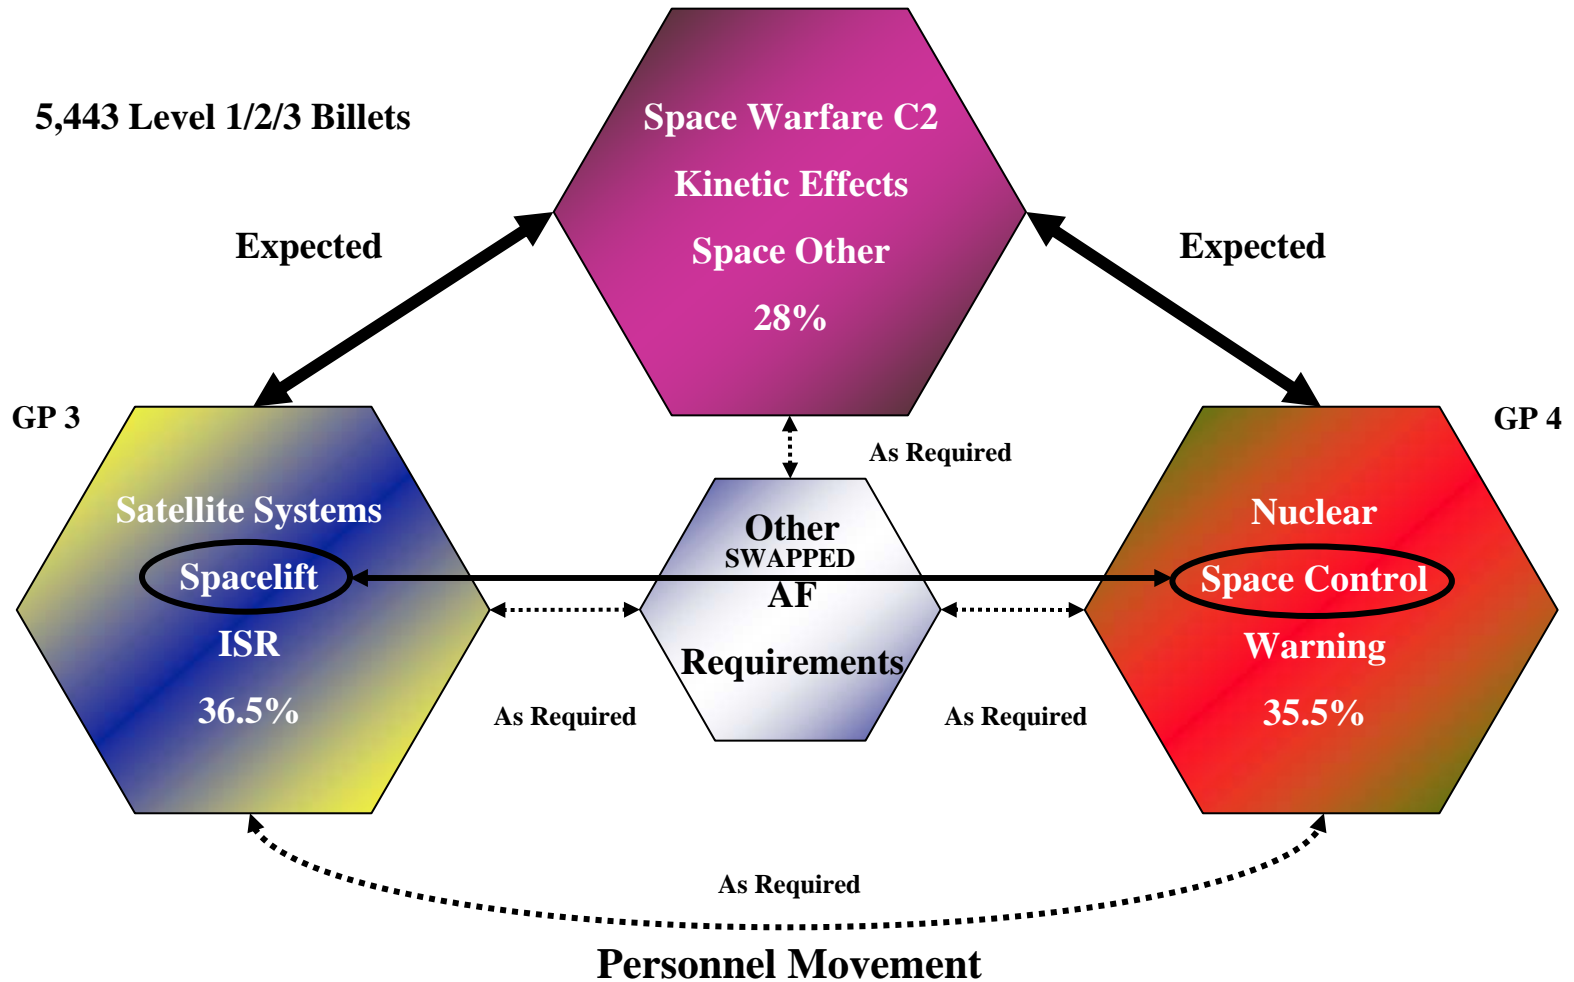 5,443 Level 1/2/3 Billets
Space Warfare C2
Kinetic Effects
Space Other
28%
Expected
Expected
GP 3
GP 4
As Required
Satellite Systems
Spacelift
ISR
36.5%
Other
SWAPPED
AF
Requirements
Nuclear
Space Control
Warning
35.5%
As Required
As Required
As Required
Personnel Movement